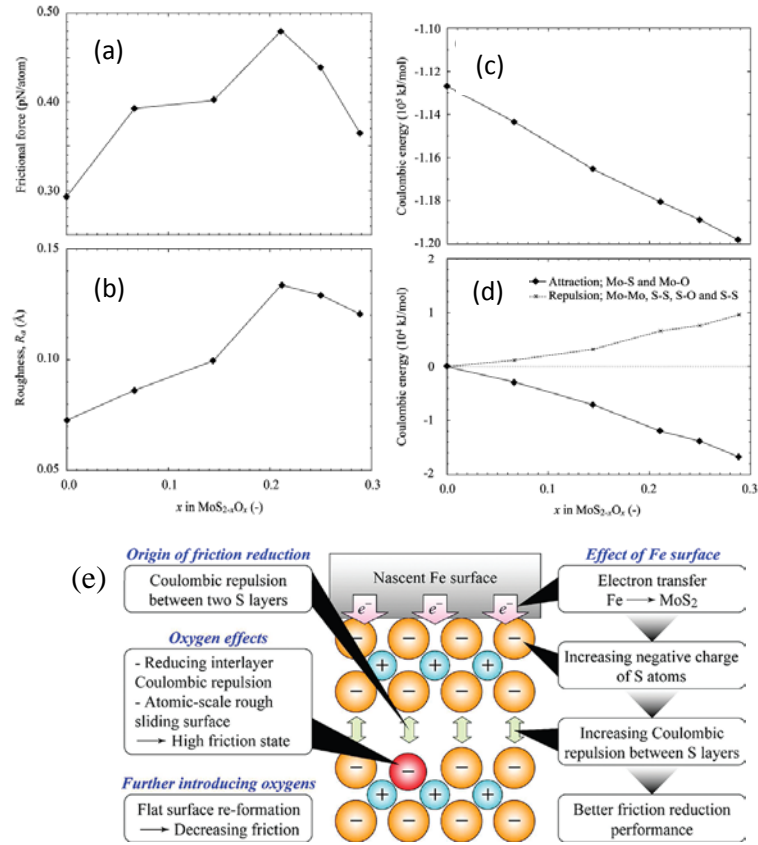 (a)
0.50
0.40
0.30
Frictional force (pN/atom)
(b)
0.15
0.10
0.05
Roughness, Rₐ (Å)
0.0 0.1 0.2 0.3
x in MoS₂₋ₓOₓ (-)
(c)
-1.10
-1.12
-1.14
-1.16
-1.18
-1.20
Coulombic energy (10⁵ kJ/mol)
(d)
Attraction; Mo-S and Mo-O
Repulsion; Mo-Mo, S-S, S-O and S-S
2
1
0
-1
-2
Coulombic energy (10⁴ kJ/mol)
0.0 0.1 0.2 0.3
x in MoS₂₋ₓOₓ (-)
(e)
Origin of friction reduction
Coulombic repulsion
between two S layers
Oxygen effects
- Reducing interlayer
Coulombic repulsion
- Atomic-scale rough
sliding surface
→ High friction state
Further introducing oxygens
Flat surface re-formation
→ Decreasing friction
Nascent Fe surface
e⁻ e⁻ e⁻
− − − −
+ + +
− − − −
− − − −
+ + +
− − − −
Effect of Fe surface
Electron transfer
Fe → MoS₂
Increasing negative charge
of S atoms
Increasing Coulombic
repulsion between S layers
Better friction reduction
performance